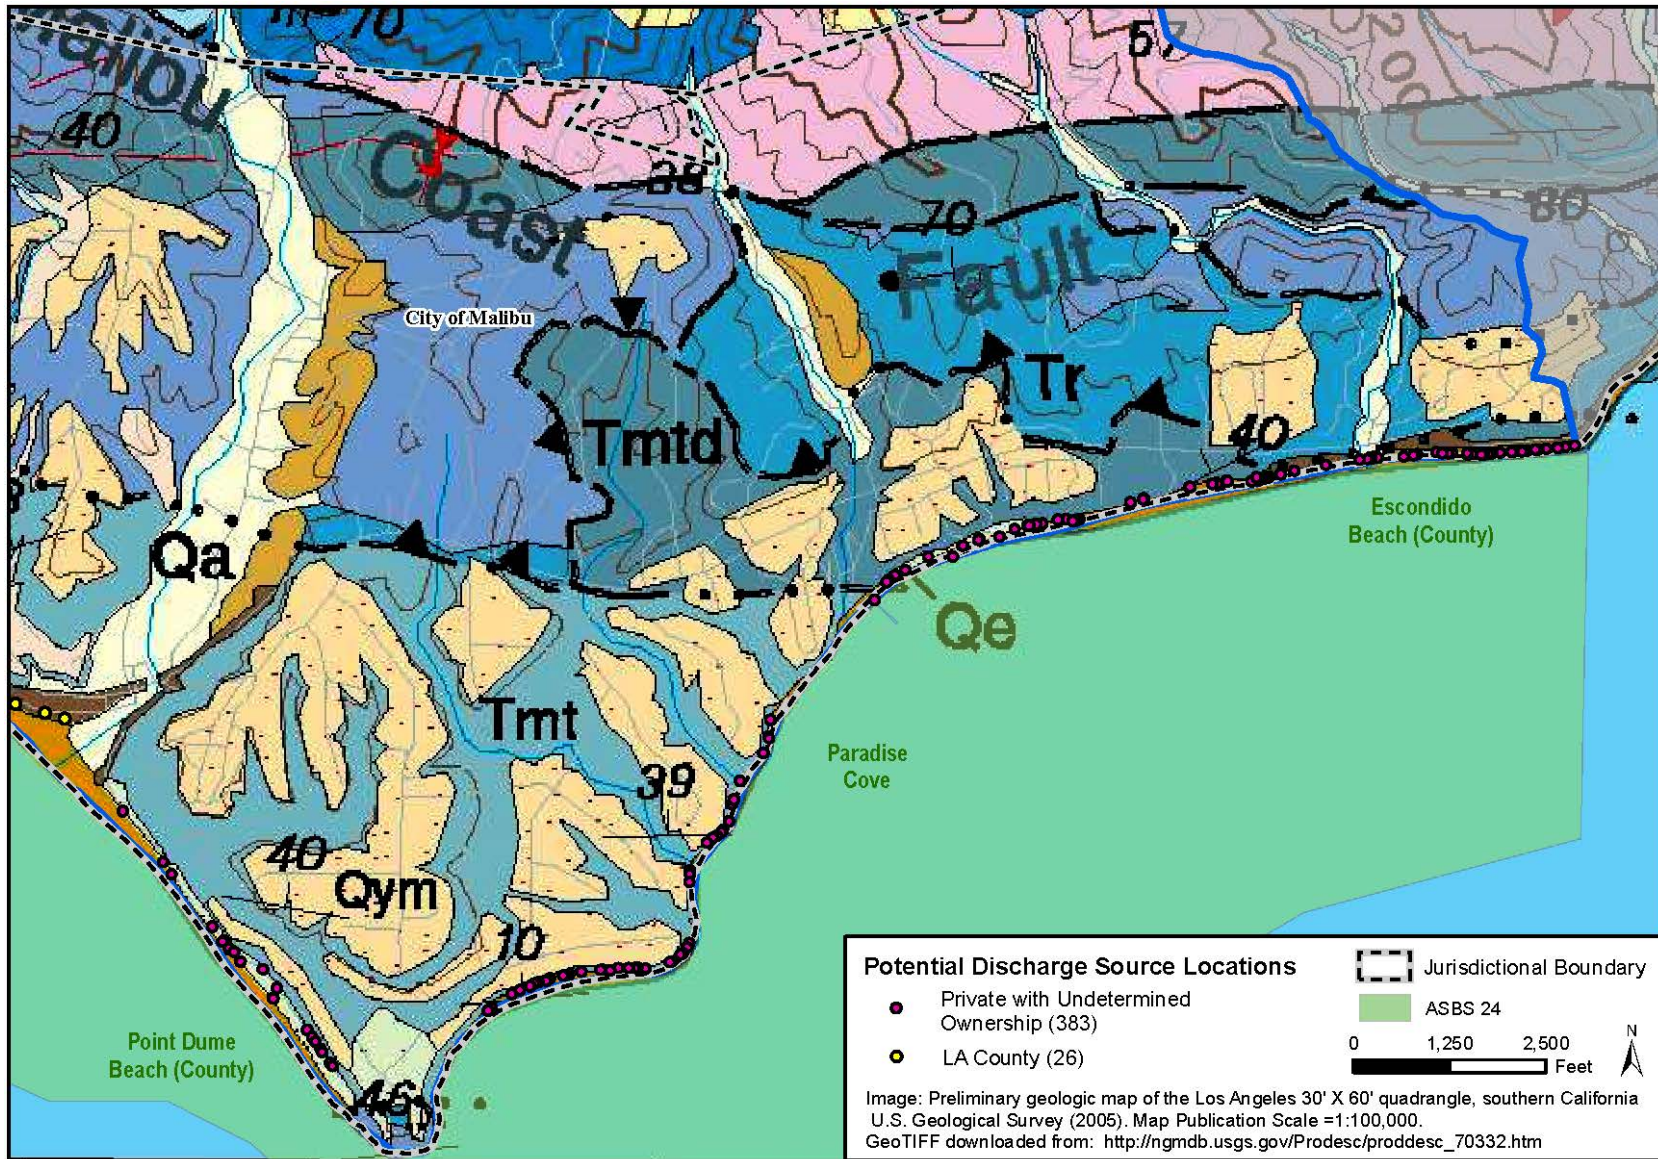 70
57
200
malibu
40
Coast
38
70
80
Fault
City of Malibu
Tr
Tmtd
40
Escondido
Beach (County)
Qa
Qe
Tmt
39
Paradise
Cove
40
Qym
10
Point Dume
Beach (County)
46
Potential Discharge Source Locations
Private with Undetermined
Ownership (383)
LA County (26)
Jurisdictional Boundary
ASBS 24
0 1,250 2,500
Feet
N
Image: Preliminary geologic map of the Los Angeles 30' X 60' quadrangle, southern California
U.S. Geological Survey (2005). Map Publication Scale =1:100,000.
GeoTIFF downloaded from: http://ngmdb.usgs.gov/Prodesc/proddesc_70332.htm